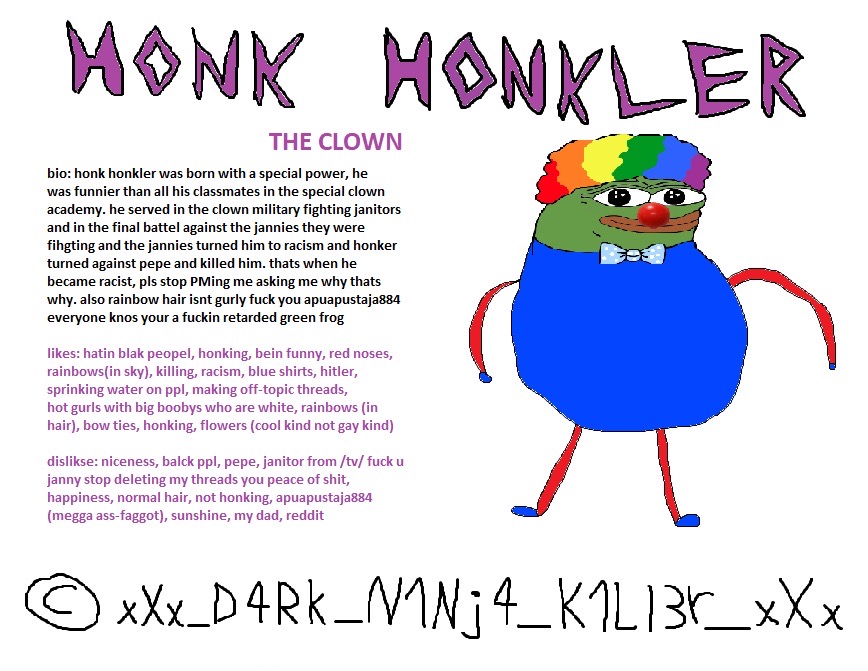 HONK HONKLER
THE CLOWN
bio: honk honkler was born with a special power, he
was funnier than all his classmates in the special clown
academy. he served in the clown military fighting janitors
and in the final battel against the jannies they were
fihgting and the jannies turned him to racism and honker
turned against pepe and killed him. thats when he
became racist, pls stop PMing me asking me why thats
why. also rainbow hair isnt gurly fuck you apuapustaja884
everyone knos your a fuckin retarded green frog
likes: hatin blak peopel, honking, bein funny, red noses,
rainbows(in sky), killing, racism, blue shirts, hitler,
sprinking water on ppl, making off-topic threads,
hot gurls with big boobys who are white, rainbows (in
hair), bow ties, honking, flowers (cool kind not gay kind)
dislikse: niceness, balck ppl, pepe, janitor from /tv/ fuck u
janny stop deleting my threads you peace of shit,
happiness, normal hair, not honking, apuapustaja884
(megga ass-faggot), sunshine, my dad, reddit
© xXx_D4Rk_N1Nj4_K1Ll3r_xXx